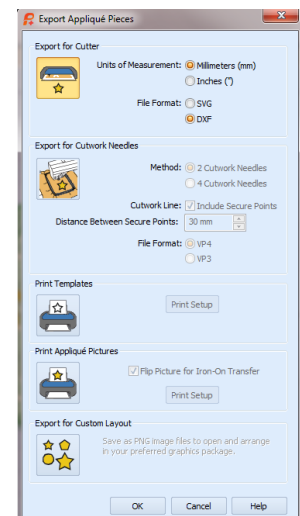 Export Appliqué Pieces
Export for Cutter
Units of Measurement: Millimeters (mm)
Inches (")
File Format: SVG
DXF
Export for Cutwork Needles
Method: 2 Cutwork Needles
4 Cutwork Needles
Cutwork Line: Include Secure Points
Distance Between Secure Points: 30 mm
File Format: VP4
VP3
Print Templates
Print Setup
Print Appliqué Pictures
Flip Picture for Iron-On Transfer
Print Setup
Export for Custom Layout
Save as PNG image files to open and arrange
in your preferred graphics package.
OK Cancel Help